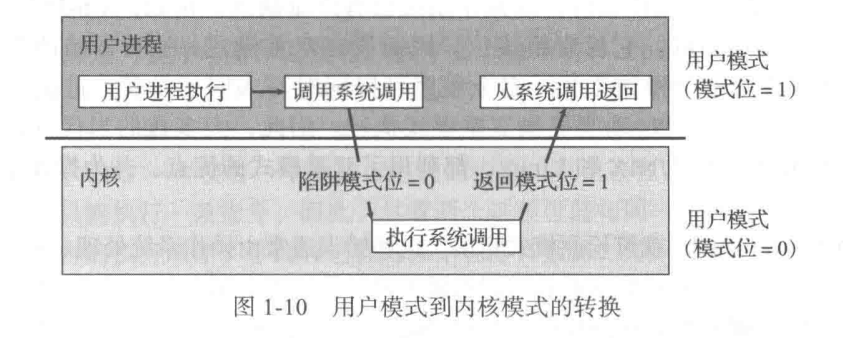 用户进程
用户进程执行
调用系统调用
从系统调用返回
用户模式
(模式位=1)
内核
陷阱模式位=0
返回模式位=1
执行系统调用
用户模式
(模式位=0)
图 1-10 用户模式到内核模式的转换